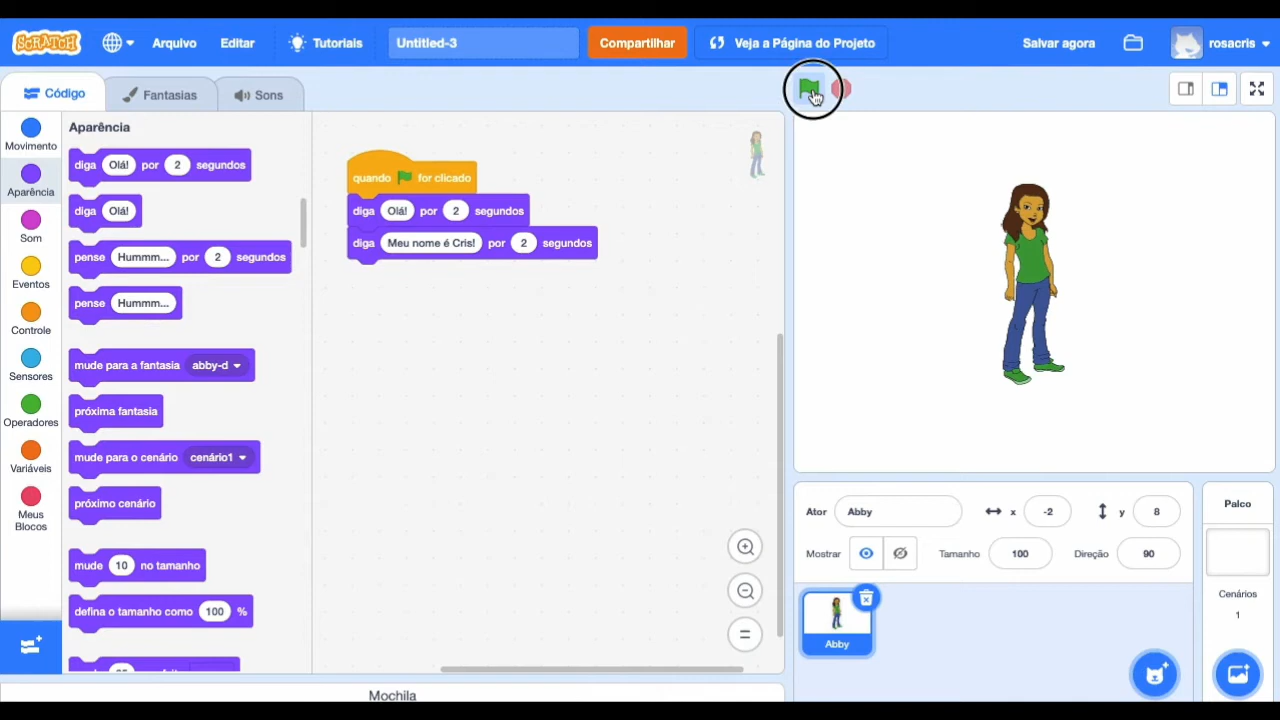 SCRATCH Arquivo Editar Tutoriais Untitled-3 Compartilhar Veja a Página do Projeto Salvar agora rosacris
Código Fantasias Sons
Movimento
Aparência
Som
Eventos
Controle
Sensores
Operadores
Variáveis
Meus
Blocos
Aparência
diga Olá! por 2 segundos
diga Olá!
pense Hummm... por 2 segundos
pense Hummm...
mude para a fantasia abby-d
próxima fantasia
mude para o cenário cenário1
próximo cenário
mude 10 no tamanho
defina o tamanho como 100 %
quando for clicado
diga Olá! por 2 segundos
diga Meu nome é Cris! por 2 segundos
Mochila
Ator Abby x -2 y 8
Mostrar Tamanho 100 Direção 90
Abby
Palco
Cenários
1